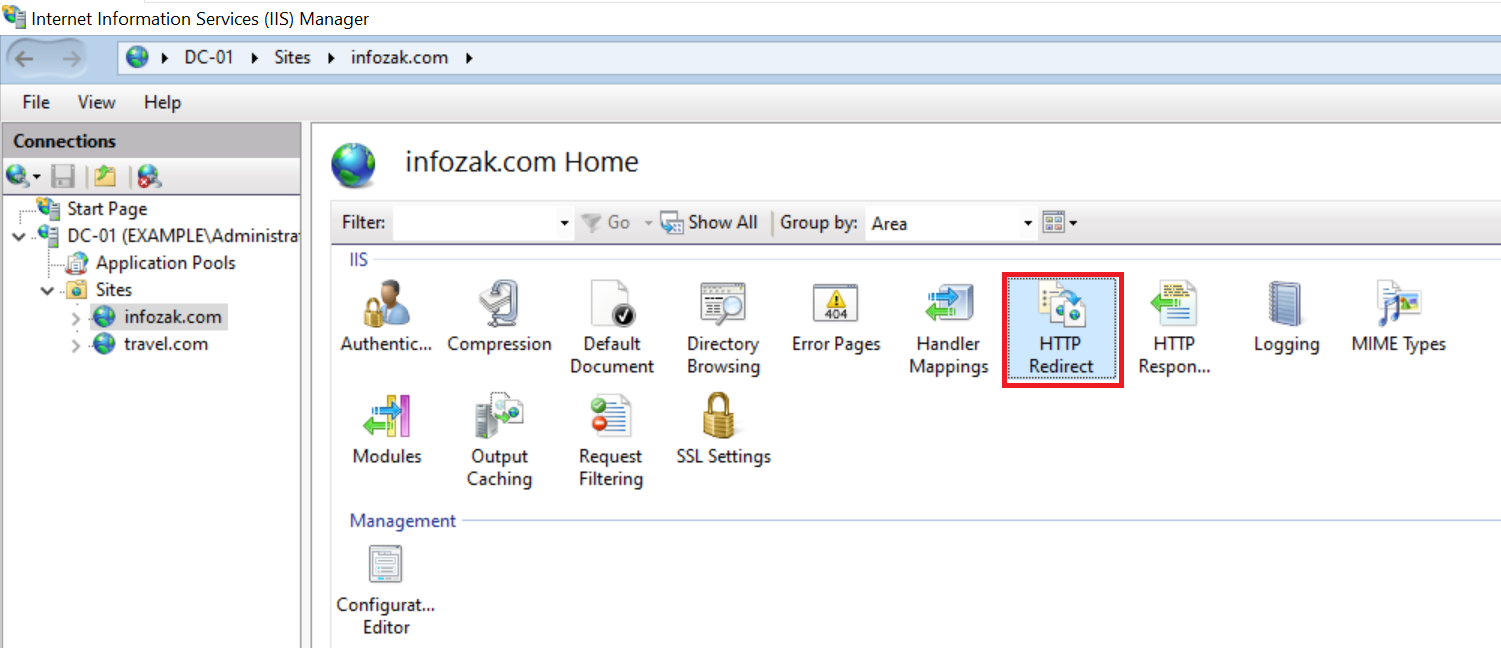 Internet Information Services (IIS) Manager
DC-01 Sites infozak.com
File View Help
Connections
Start Page
DC-01 (EXAMPLE\Administra
Application Pools
Sites
infozak.com
travel.com
infozak.com Home
Filter: Go Show All Group by: Area
IIS
Authentic... Compression Default Document Directory Browsing Error Pages Handler Mappings HTTP Redirect HTTP Respon... Logging MIME Types
404
Modules Output Caching Request Filtering SSL Settings
Management
Configurat... Editor